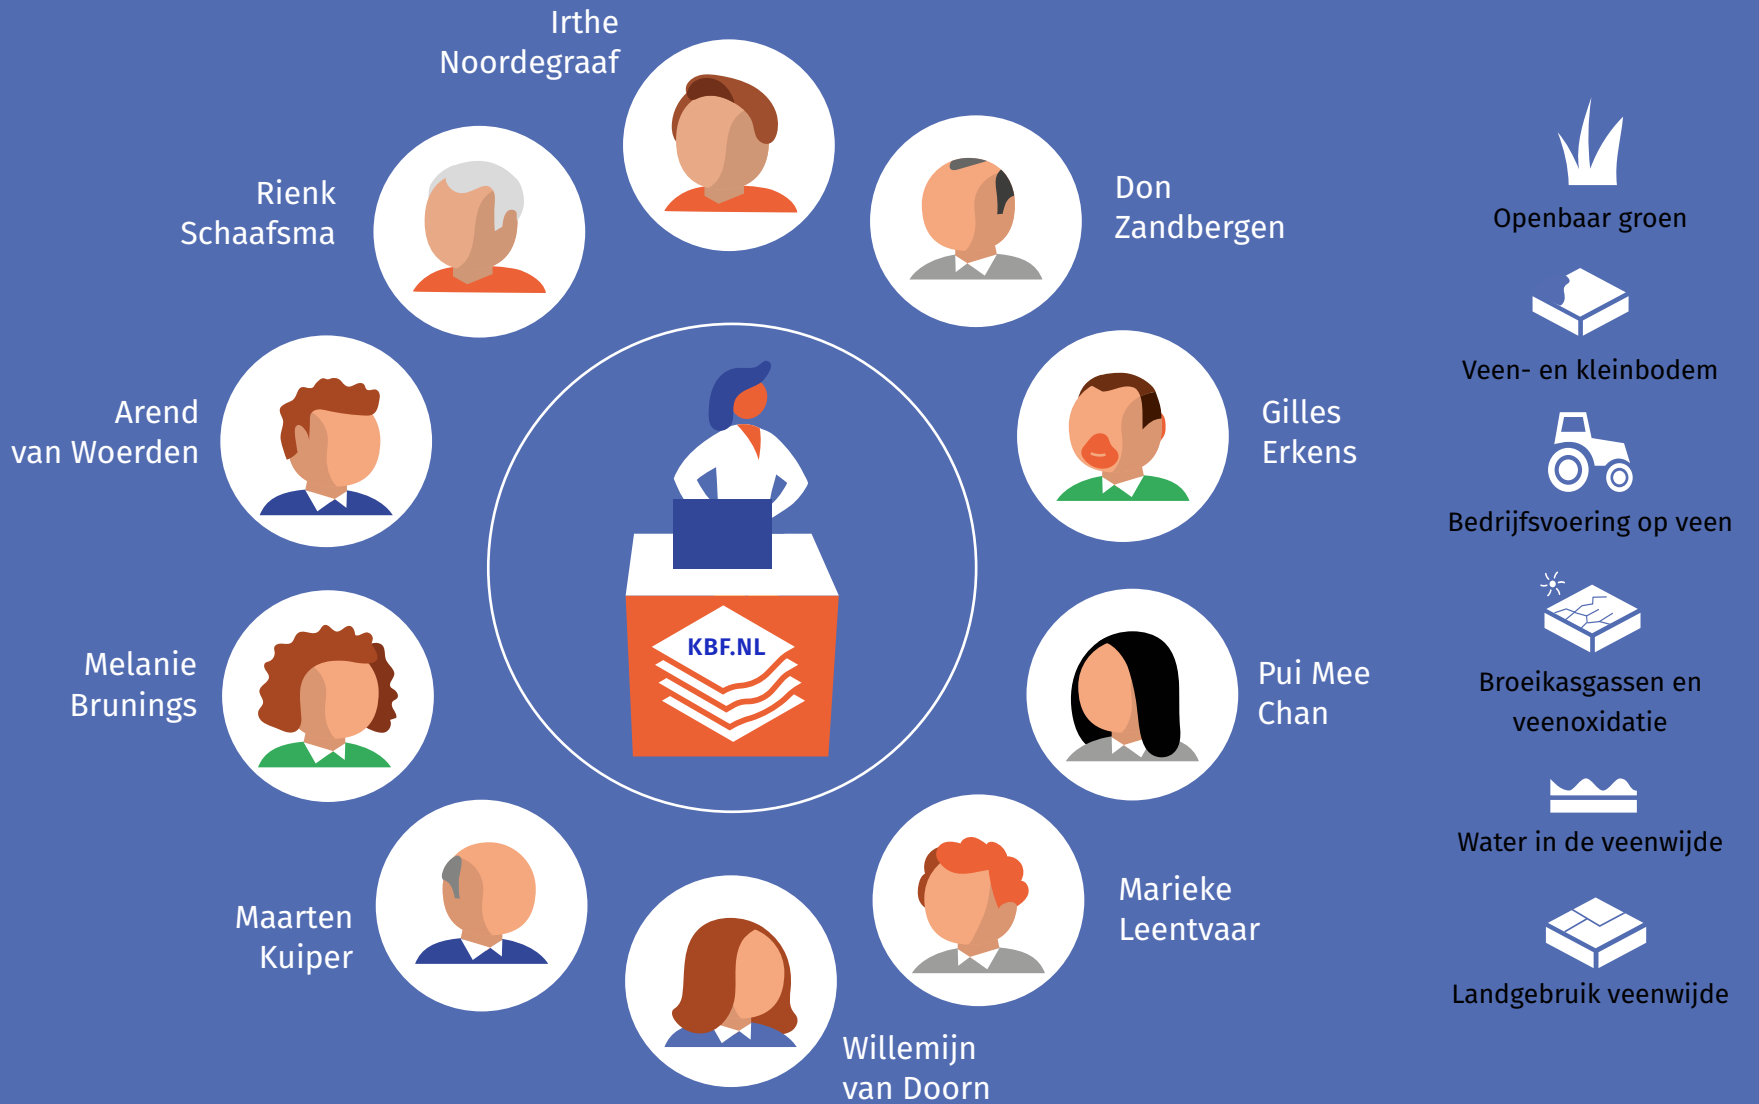 Irthe
Noordegraaf
Rienk
Schaafsma
Don
Zandbergen
Arend
van Woerden
Gilles
Erkens
Melanie
Brunings
Pui Mee
Chan
Maarten
Kuiper
Marieke
Leentvaar
Willemijn
van Doorn
KBF.NL
Openbaar groen
Veen- en kleinbodem
Bedrijfsvoering op veen
Broeikasgassen en
veenoxidatie
Water in de veenwijde
Landgebruik veenwijde